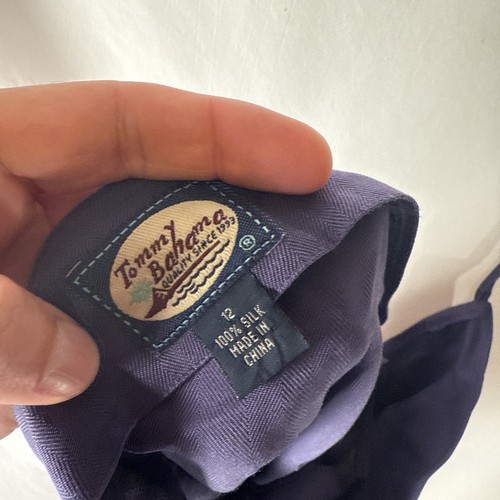 Tommy
Bahama
QUALITY SINCE 1993
®
12
100% SILK
MADE IN
CHINA